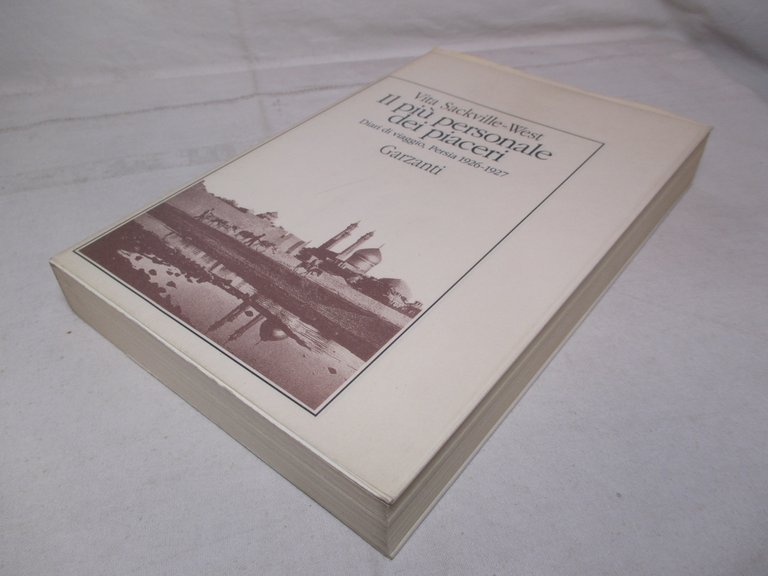 Vita Sackville-West
Il più personale
dei piaceri
Diari di viaggio, Persia 1926-1927
Garzanti